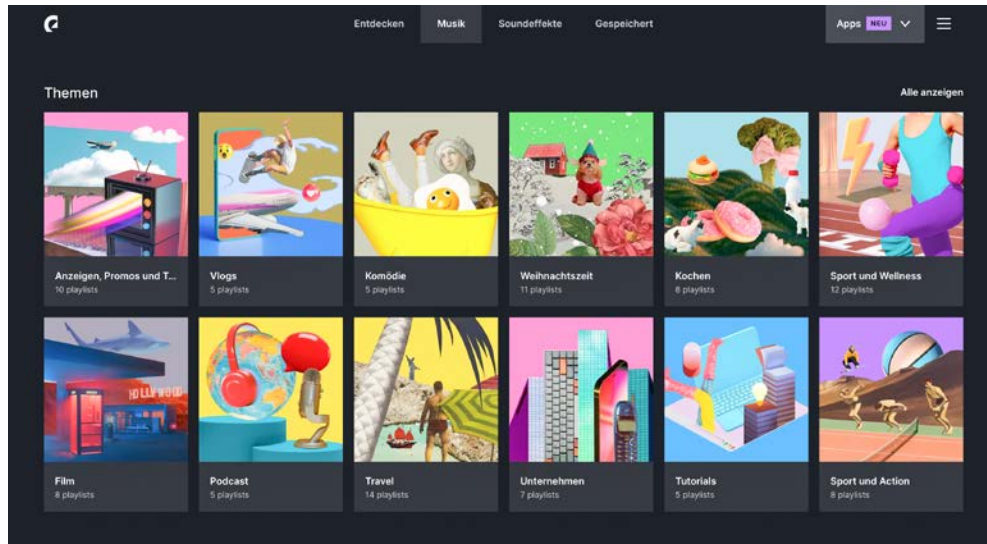 Entdecken Musik Soundeffekte Gespeichert Apps NEU
Themen Alle anzeigen
Anzeigen, Promos und T... Vlogs Komödie Weihnachtszeit Kochen Sport und Wellness
10 playlists 5 playlists 5 playlists 11 playlists 8 playlists 12 playlists
HOLLYWOOD
Film Podcast Travel Unternehmen Tutorials Sport und Action
8 playlists 5 playlists 14 playlists 7 playlists 5 playlists 8 playlists